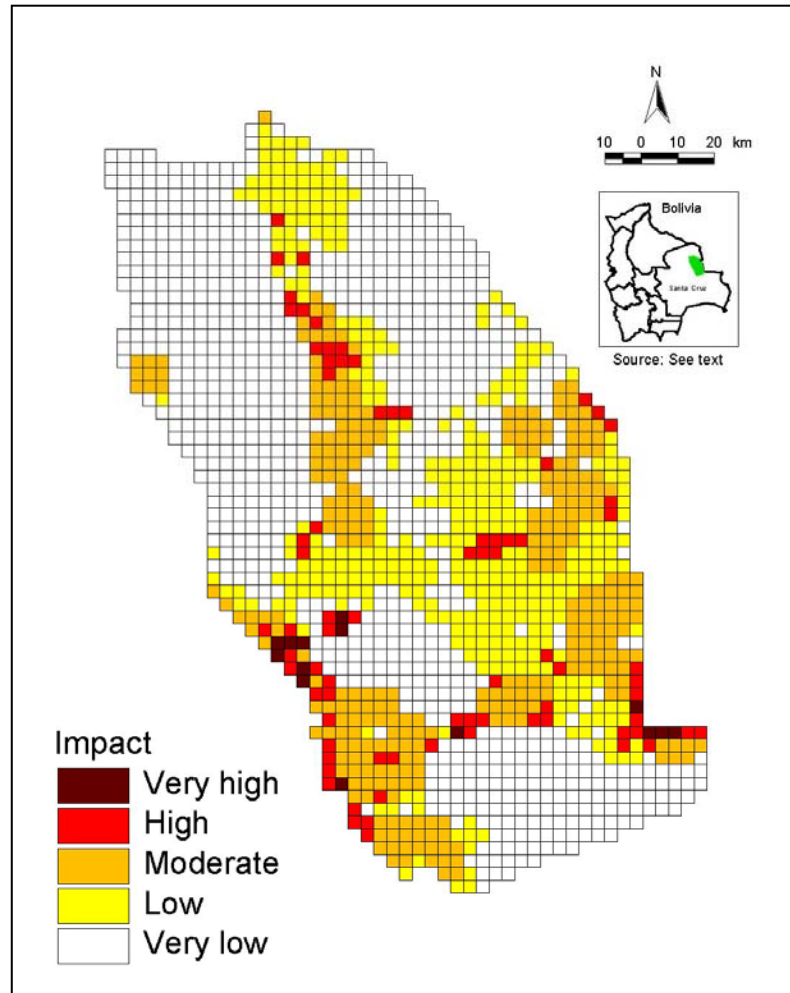 N
10 0 10 20 km
Bolivia
Santa Cruz
Source: See text
Impact
Very high
High
Moderate
Low
Very low